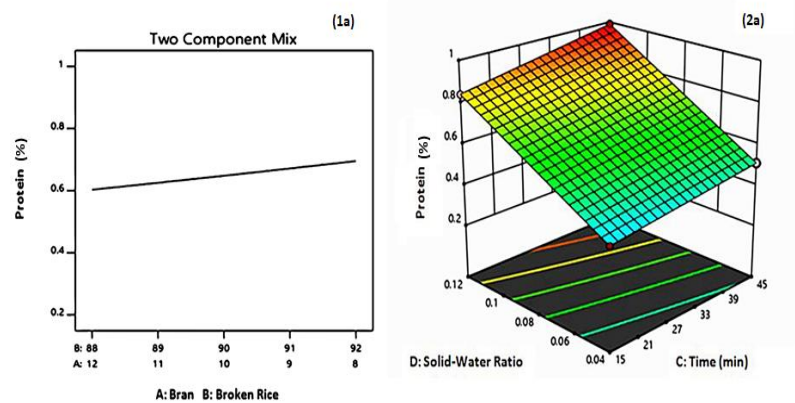 (1a)
Two Component Mix
Protein (%)
1
0.8
0.6
0.4
0.2
B: 88 89 90 91 92
A: 12 11 10 9 8
A: Bran B: Broken Rice
(2a)
Protein (%)
1
0.8
0.6
0.4
0.2
0.12
0.1
0.08
0.06
0.04
15
21
27
33
39
45
D: Solid-Water Ratio
C: Time (min)